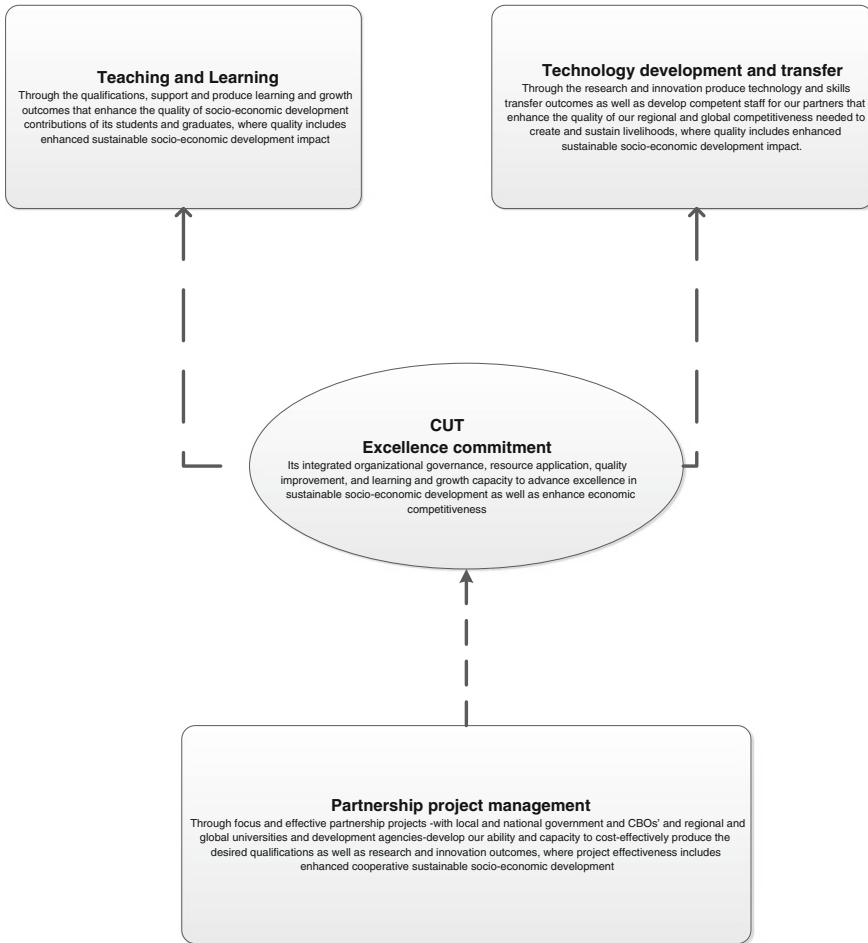 Teaching and Learning
Through the qualifications, support and produce learning and growth
outcomes that enhance the quality of socio-economic development
contributions of its students and graduates, where quality includes
enhanced sustainable socio-economic development impact
Technology development and transfer
Through the research and innovation produce technology and skills
transfer outcomes as well as develop competent staff for our partners that
enhance the quality of our regional and global competitiveness needed to
create and sustain livelihoods, where quality includes enhanced
sustainable socio-economic development impact.
CUT
Excellence commitment
Its integrated organizational governance, resource application, quality
improvement, and learning and growth capacity to advance excellence in
sustainable socio-economic development as well as enhance economic
competitiveness
Partnership project management
Through focus and effective partnership projects -with local and national government and CBOs' and regional and
global universities and development agencies-develop our ability and capacity to cost-effectively produce the
desired qualifications as well as research and innovation outcomes, where project effectiveness includes
enhanced cooperative sustainable socio-economic development